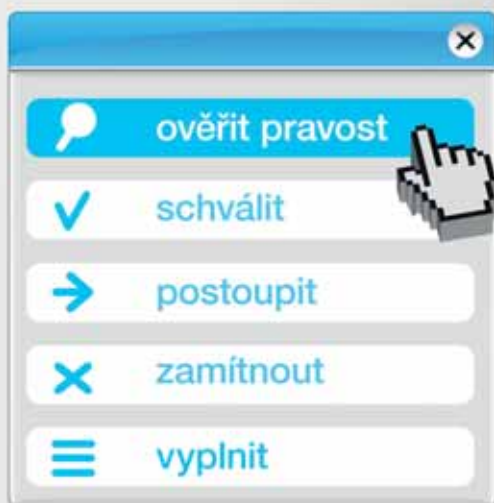 ověřit pravost
schválit
postoupit
zamítnout
vyplnit